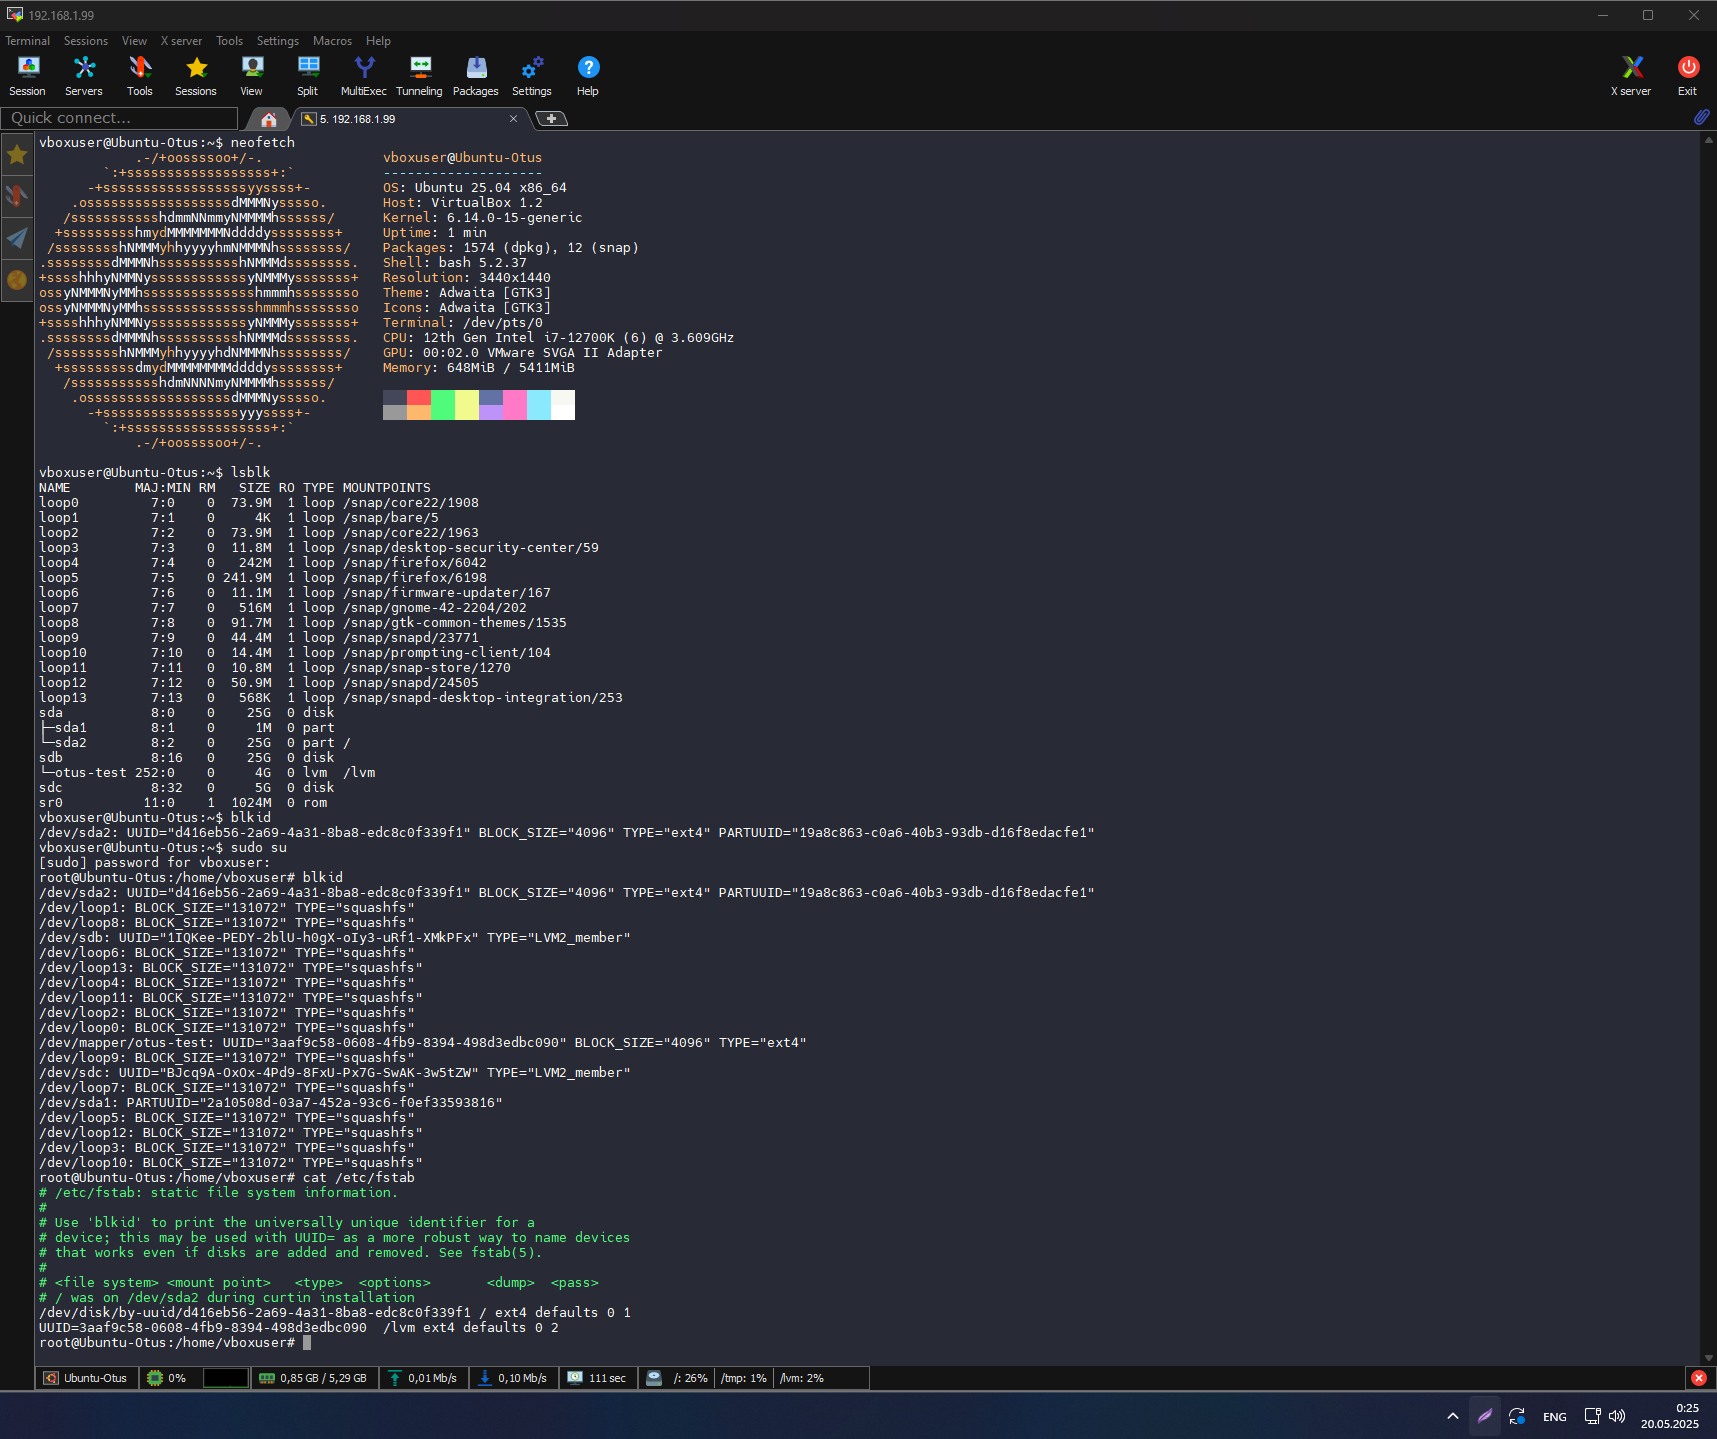 192.168.1.99
Terminal Sessions View X server Tools Settings Macros Help
Session Servers Tools Sessions View Split MultiExec Tunneling Packages Settings Help X server Exit
Quick connect... 5. 192.168.1.99
vboxuser@Ubuntu-Otus:~$ neofetch
.-/+oossssoo+/-. vboxuser@Ubuntu-Otus
`:+ssssssssssssssssss+:` --------------------
-+ssssssssssssssssssyyssss+- OS: Ubuntu 25.04 x86_64
.ossssssssssssssssssdMMMNysssso. Host: VirtualBox 1.2
/ssssssssssshdmmNNmmyNMMMMhssssss/ Kernel: 6.14.0-15-generic
+ssssssssshmydMMMMMMMNddddyssssssss+ Uptime: 1 min
/sssssssshNMMMyhhyyyyhmNMMMNhssssssss/ Packages: 1574 (dpkg), 12 (snap)
.ssssssssdMMMNhsssssssssshNMMMdssssssss. Shell: bash 5.2.37
+sssshhhyNMMNyssssssssssssyNMMMysssssss+ Resolution: 3440x1440
ossyNMMMNyMMhsssssssssssssshmmmhssssssso Theme: Adwaita [GTK3]
ossyNMMMNyMMhsssssssssssssshmmmhssssssso Icons: Adwaita [GTK3]
+sssshhhyNMMNyssssssssssssyNMMMysssssss+ Terminal: /dev/pts/0
.ssssssssdMMMNhsssssssssshNMMMdssssssss. CPU: 12th Gen Intel i7-12700K (6) @ 3.609GHz
/sssssssshNMMMyhhyyyyhdNMMMNhssssssss/ GPU: 00:02.0 VMware SVGA II Adapter
+sssssssssdmydMMMMMMMMddddyssssssss+ Memory: 648MiB / 5411MiB
/ssssssssssshdmNNNNmyNMMMMhssssss/
.ossssssssssssssssssdMMMNysssso.
-+sssssssssssssssssyyyssss+-
`:+ssssssssssssssssss+:`
.-/+oossssoo+/-.
vboxuser@Ubuntu-Otus:~$ lsblk
NAME MAJ:MIN RM SIZE RO TYPE MOUNTPOINTS
loop0 7:0 0 73.9M 1 loop /snap/core22/1908
loop1 7:1 0 4K 1 loop /snap/bare/5
loop2 7:2 0 73.9M 1 loop /snap/core22/1963
loop3 7:3 0 11.8M 1 loop /snap/desktop-security-center/59
loop4 7:4 0 242M 1 loop /snap/firefox/6042
loop5 7:5 0 241.9M 1 loop /snap/firefox/6198
loop6 7:6 0 11.1M 1 loop /snap/firmware-updater/167
loop7 7:7 0 516M 1 loop /snap/gnome-42-2204/202
loop8 7:8 0 91.7M 1 loop /snap/gtk-common-themes/1535
loop9 7:9 0 44.4M 1 loop /snap/snapd/23771
loop10 7:10 0 14.4M 1 loop /snap/prompting-client/104
loop11 7:11 0 10.8M 1 loop /snap/snap-store/1270
loop12 7:12 0 50.9M 1 loop /snap/snapd/24505
loop13 7:13 0 568K 1 loop /snap/snapd-desktop-integration/253
sda 8:0 0 25G 0 disk
├─sda1 8:1 0 1M 0 part
└─sda2 8:2 0 25G 0 part /
sdb 8:16 0 25G 0 disk
└─otus-test 252:0 0 4G 0 lvm /lvm
sdc 8:32 0 5G 0 disk
sr0 11:0 1 1024M 0 rom
vboxuser@Ubuntu-Otus:~$ blkid
/dev/sda2: UUID="d416eb56-2a69-4a31-8ba8-edc8c0f339f1" BLOCK_SIZE="4096" TYPE="ext4" PARTUUID="19a8c863-c0a6-40b3-93db-d16f8edacfe1"
vboxuser@Ubuntu-Otus:~$ sudo su
[sudo] password for vboxuser:
root@Ubuntu-Otus:/home/vboxuser# blkid
/dev/sda2: UUID="d416eb56-2a69-4a31-8ba8-edc8c0f339f1" BLOCK_SIZE="4096" TYPE="ext4" PARTUUID="19a8c863-c0a6-40b3-93db-d16f8edacfe1"
/dev/loop1: BLOCK_SIZE="131072" TYPE="squashfs"
/dev/loop8: BLOCK_SIZE="131072" TYPE="squashfs"
/dev/sdb: UUID="1IQKee-PEDY-2blU-h0gX-oIy3-uRf1-XMkPFx" TYPE="LVM2_member"
/dev/loop6: BLOCK_SIZE="131072" TYPE="squashfs"
/dev/loop13: BLOCK_SIZE="131072" TYPE="squashfs"
/dev/loop4: BLOCK_SIZE="131072" TYPE="squashfs"
/dev/loop11: BLOCK_SIZE="131072" TYPE="squashfs"
/dev/loop2: BLOCK_SIZE="131072" TYPE="squashfs"
/dev/loop0: BLOCK_SIZE="131072" TYPE="squashfs"
/dev/mapper/otus-test: UUID="3aaf9c58-0608-4fb9-8394-498d3edbc090" BLOCK_SIZE="4096" TYPE="ext4"
/dev/loop9: BLOCK_SIZE="131072" TYPE="squashfs"
/dev/sdc: UUID="BJcq9A-OxOx-4Pd9-8FxU-Px7G-SwAK-3w5tZW" TYPE="LVM2_member"
/dev/loop7: BLOCK_SIZE="131072" TYPE="squashfs"
/dev/sda1: PARTUUID="2a10508d-03a7-452a-93c6-f0ef33593816"
/dev/loop5: BLOCK_SIZE="131072" TYPE="squashfs"
/dev/loop12: BLOCK_SIZE="131072" TYPE="squashfs"
/dev/loop3: BLOCK_SIZE="131072" TYPE="squashfs"
/dev/loop10: BLOCK_SIZE="131072" TYPE="squashfs"
root@Ubuntu-Otus:/home/vboxuser# cat /etc/fstab
# /etc/fstab: static file system information.
#
# Use 'blkid' to print the universally unique identifier for a
# device; this may be used with UUID= as a more robust way to name devices
# that works even if disks are added and removed. See fstab(5).
#
# <file system> <mount point> <type> <options> <dump> <pass>
# / was on /dev/sda2 during curtin installation
/dev/disk/by-uuid/d416eb56-2a69-4a31-8ba8-edc8c0f339f1 / ext4 defaults 0 1
UUID=3aaf9c58-0608-4fb9-8394-498d3edbc090 /lvm ext4 defaults 0 2
root@Ubuntu-Otus:/home/vboxuser#
Ubuntu-Otus 0% 0,85 GB / 5,29 GB 0,01 Mb/s 0,10 Mb/s 111 sec /: 26% /tmp: 1% /lvm: 2%
ENG 0:25
20.05.2025